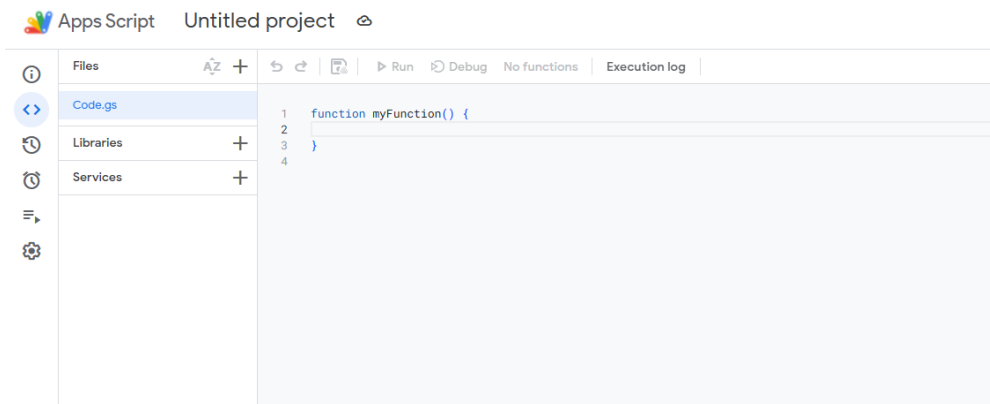 Apps Script Untitled project
Files AZ
Run Debug No functions Execution log
Code.gs
Libraries
Services
1 function myFunction() {
2
3 }
4